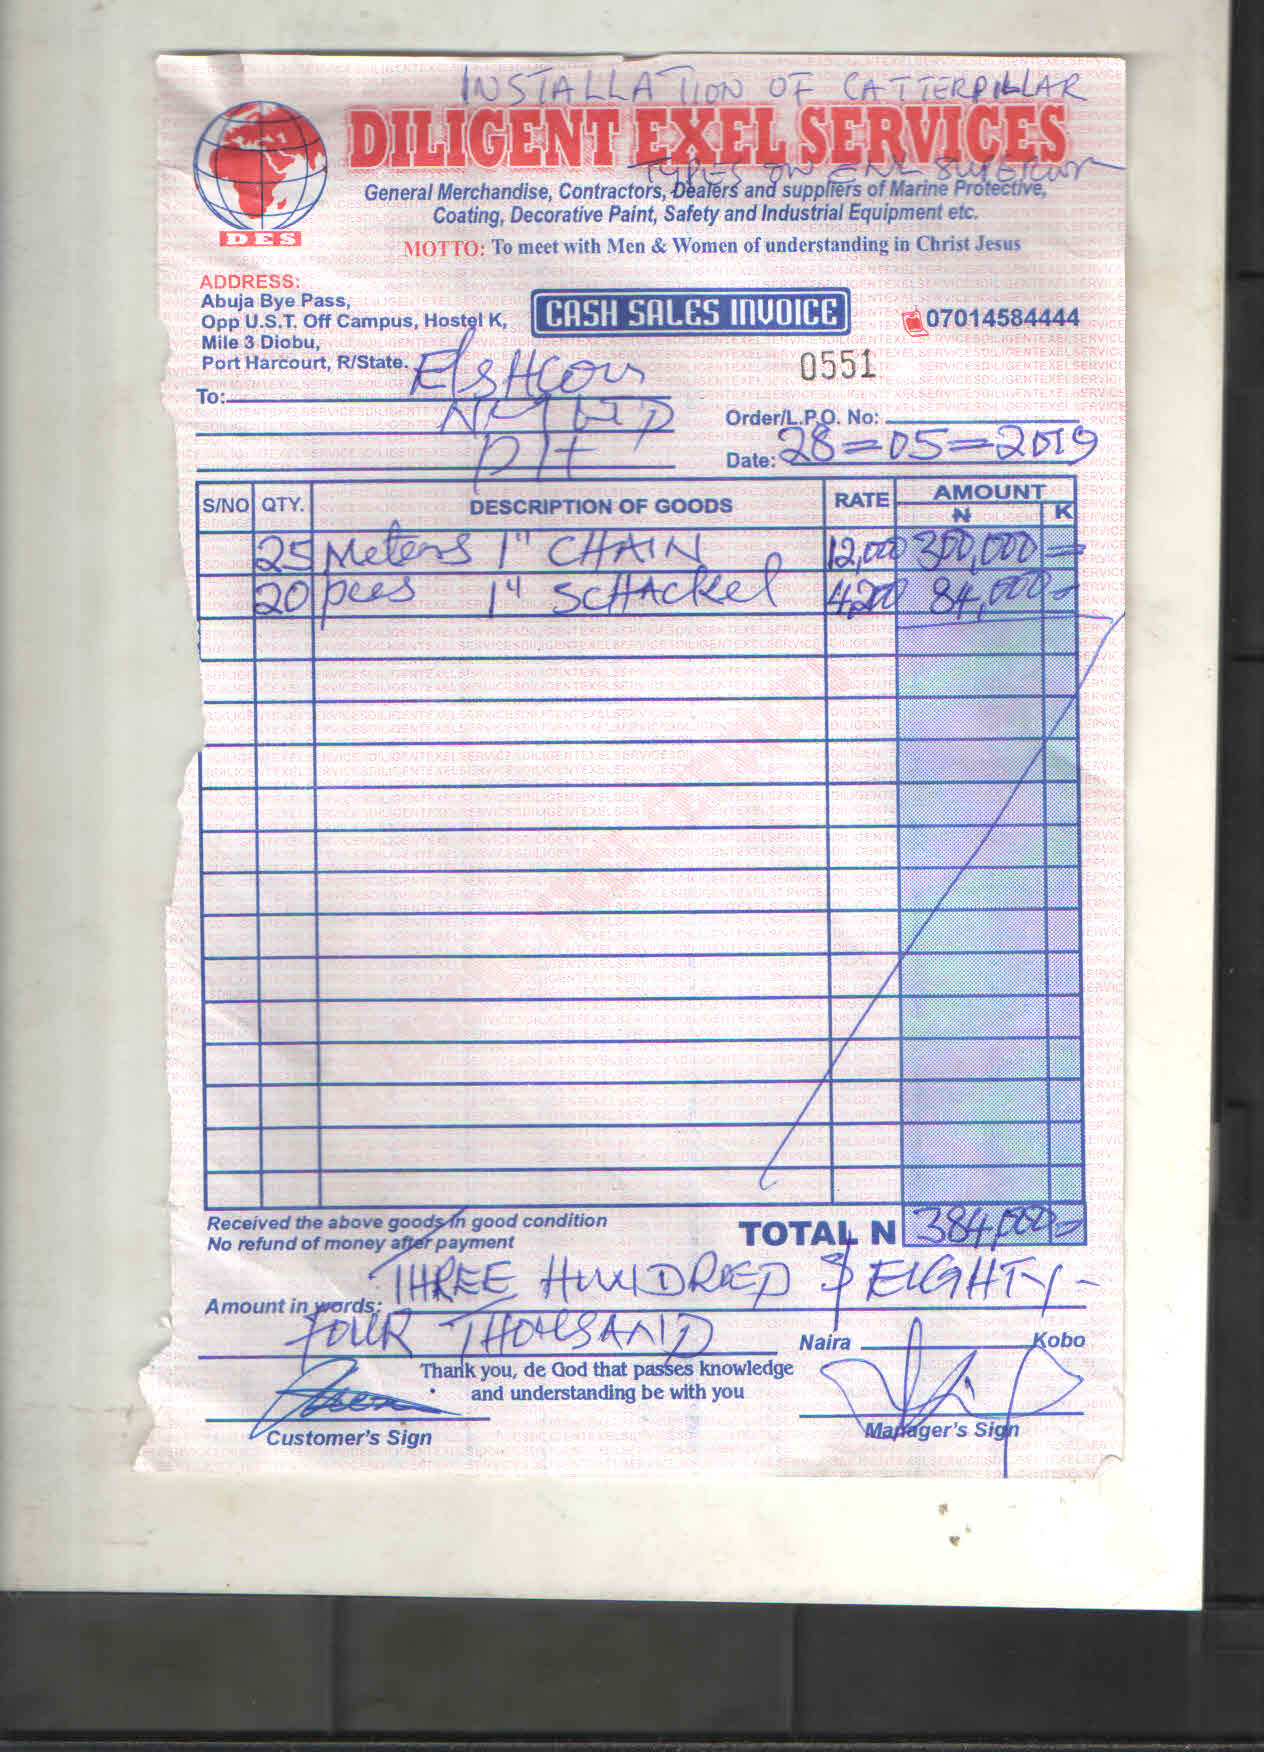 INSTALLATION OF CATTERPILLAR
DILIGENT EXEL SERVICES
TYPES ON
General Merchandise, Contractors, Dealers and suppliers of Marine Protective,
Coating, Decorative Paint, Safety and Industrial Equipment etc.
DES
MOTTO: To meet with Men & Women of understanding in Christ Jesus
ADDRESS:
Abuja Bye Pass,
Opp U.S.T. Off Campus, Hostel K,
Mile 3 Diobu,
Port Harcourt, R/State.
CASH SALES INVOICE
07014584444
0551
To: Elshcon
P/H
Order/L.P.O. No:
Date: 28=05=2019
S/NO QTY. DESCRIPTION OF GOODS RATE AMOUNT
N K
25 Meters 1" CHAIN 12,000 300,000 =
20 pces 1" SCHACKEL 4,200 84,000 =
Received the above goods in good condition
No refund of money after payment
TOTAL N 384,000 =
Amount in words: THREE HUNDRED & EIGHTY-
FOUR THOUSAND Naira Kobo
Thank you, de God that passes knowledge
and understanding be with you
Customer's Sign
Manager's Sign